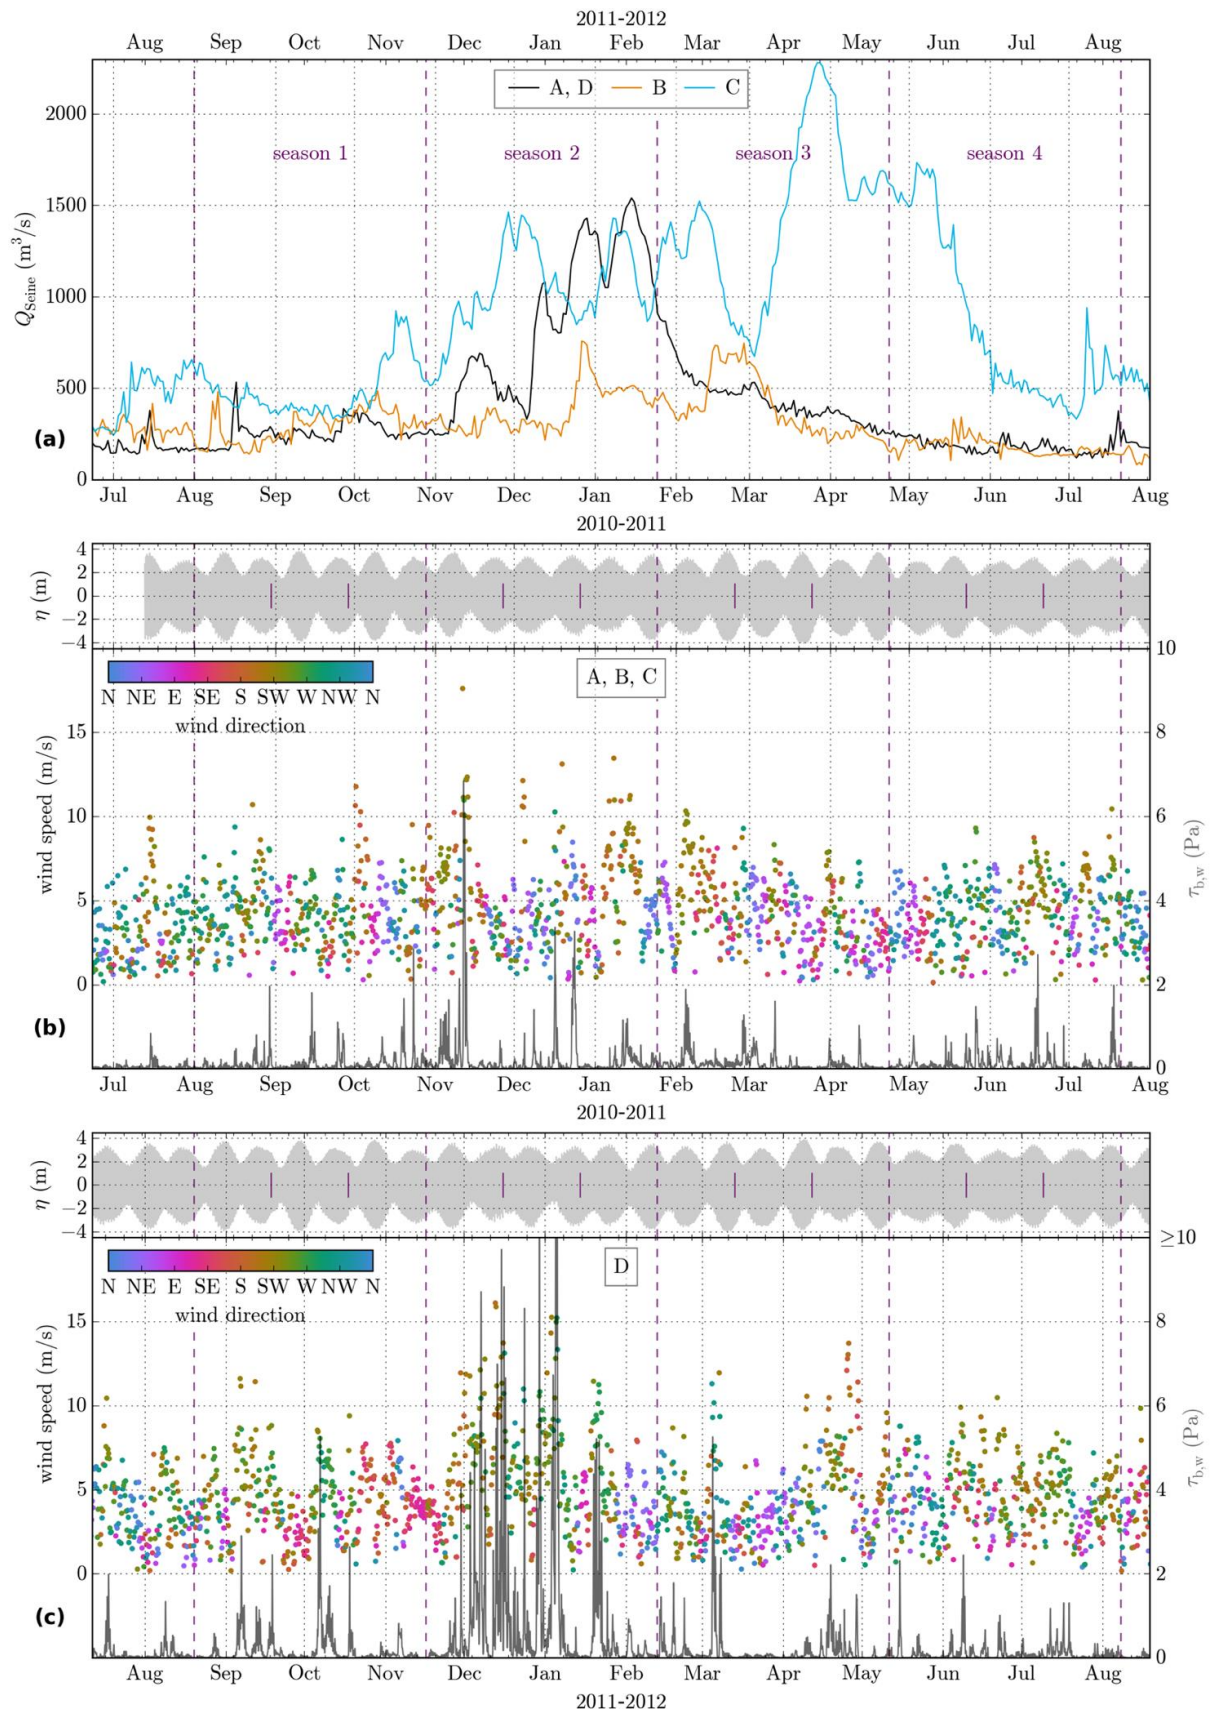 2011-2012
Aug Sep Oct Nov Dec Jan Feb Mar Apr May Jun Jul Aug
A, D B C
2000
season 1 season 2 season 3 season 4
1500
Q_Seine (m³/s)
1000
500
(a)
0
Jul Aug Sep Oct Nov Dec Jan Feb Mar Apr May Jun Jul Aug
2010-2011
4
2
η (m)
0
−2
−4
10
A, B, C
N NE E SE S SW W NW N
wind direction
15 8
wind speed (m/s)
10 6
τ_b,w (Pa)
5 4
0 2
(b)
0
Jul Aug Sep Oct Nov Dec Jan Feb Mar Apr May Jun Jul Aug
2010-2011
4
2
η (m)
0
−2
−4
≥10
D
N NE E SE S SW W NW N
wind direction
15 8
wind speed (m/s)
10 6
τ_b,w (Pa)
5 4
0 2
(c)
0
Aug Sep Oct Nov Dec Jan Feb Mar Apr May Jun Jul Aug
2011-2012